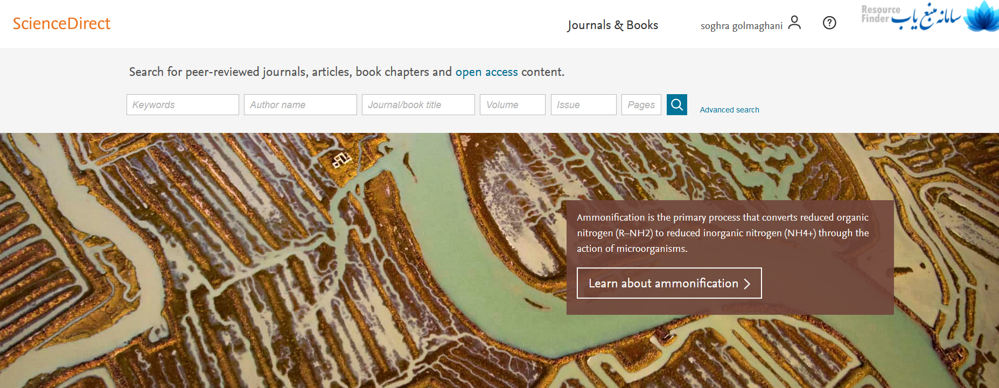 ScienceDirect
Journals & Books
soghra golmaghani
?
Resource
Finder
سامانه منبع یاب
Search for peer-reviewed journals, articles, book chapters and open access content.
Keywords
Author name
Journal/book title
Volume
Issue
Pages
Advanced search
Ammonification is the primary process that converts reduced organic
nitrogen (R–NH2) to reduced inorganic nitrogen (NH4+) through the
action of microorganisms.
Learn about ammonification